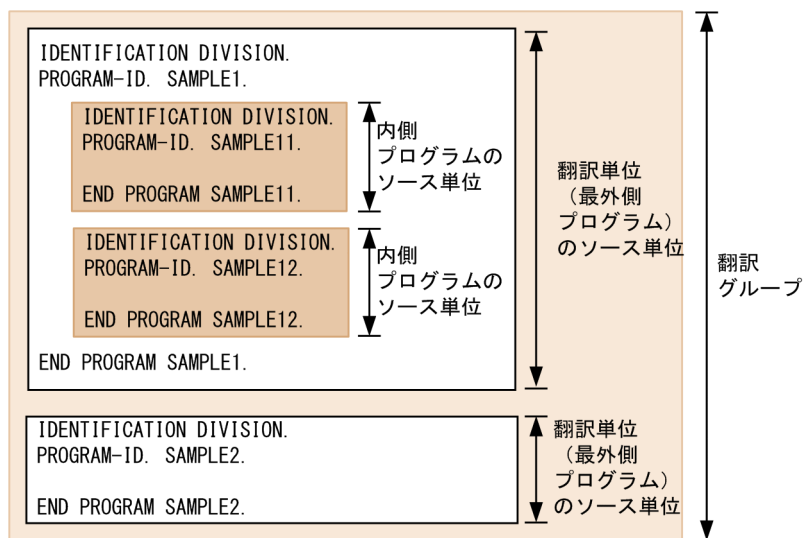 IDENTIFICATION DIVISION.
PROGRAM-ID. SAMPLE1.
IDENTIFICATION DIVISION.
PROGRAM-ID. SAMPLE11.
END PROGRAM SAMPLE11.
内側
プログラムの
ソース単位
IDENTIFICATION DIVISION.
PROGRAM-ID. SAMPLE12.
END PROGRAM SAMPLE12.
内側
プログラムの
ソース単位
END PROGRAM SAMPLE1.
翻訳単位
(最外側
プログラム)
のソース単位
IDENTIFICATION DIVISION.
PROGRAM-ID. SAMPLE2.
END PROGRAM SAMPLE2.
翻訳単位
(最外側
プログラム)
のソース単位
翻訳
グループ